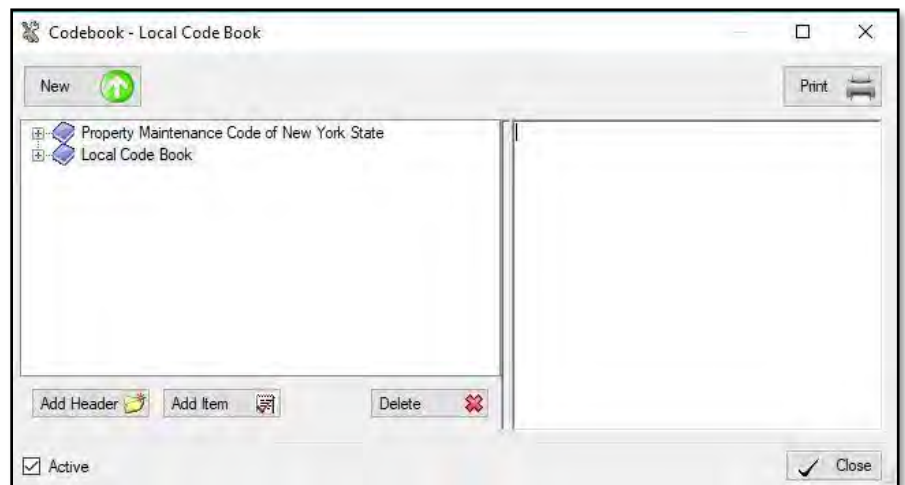 Codebook - Local Code Book
New
Print
Property Maintenance Code of New York State
Local Code Book
Add Header
Add Item
Delete
Active
Close